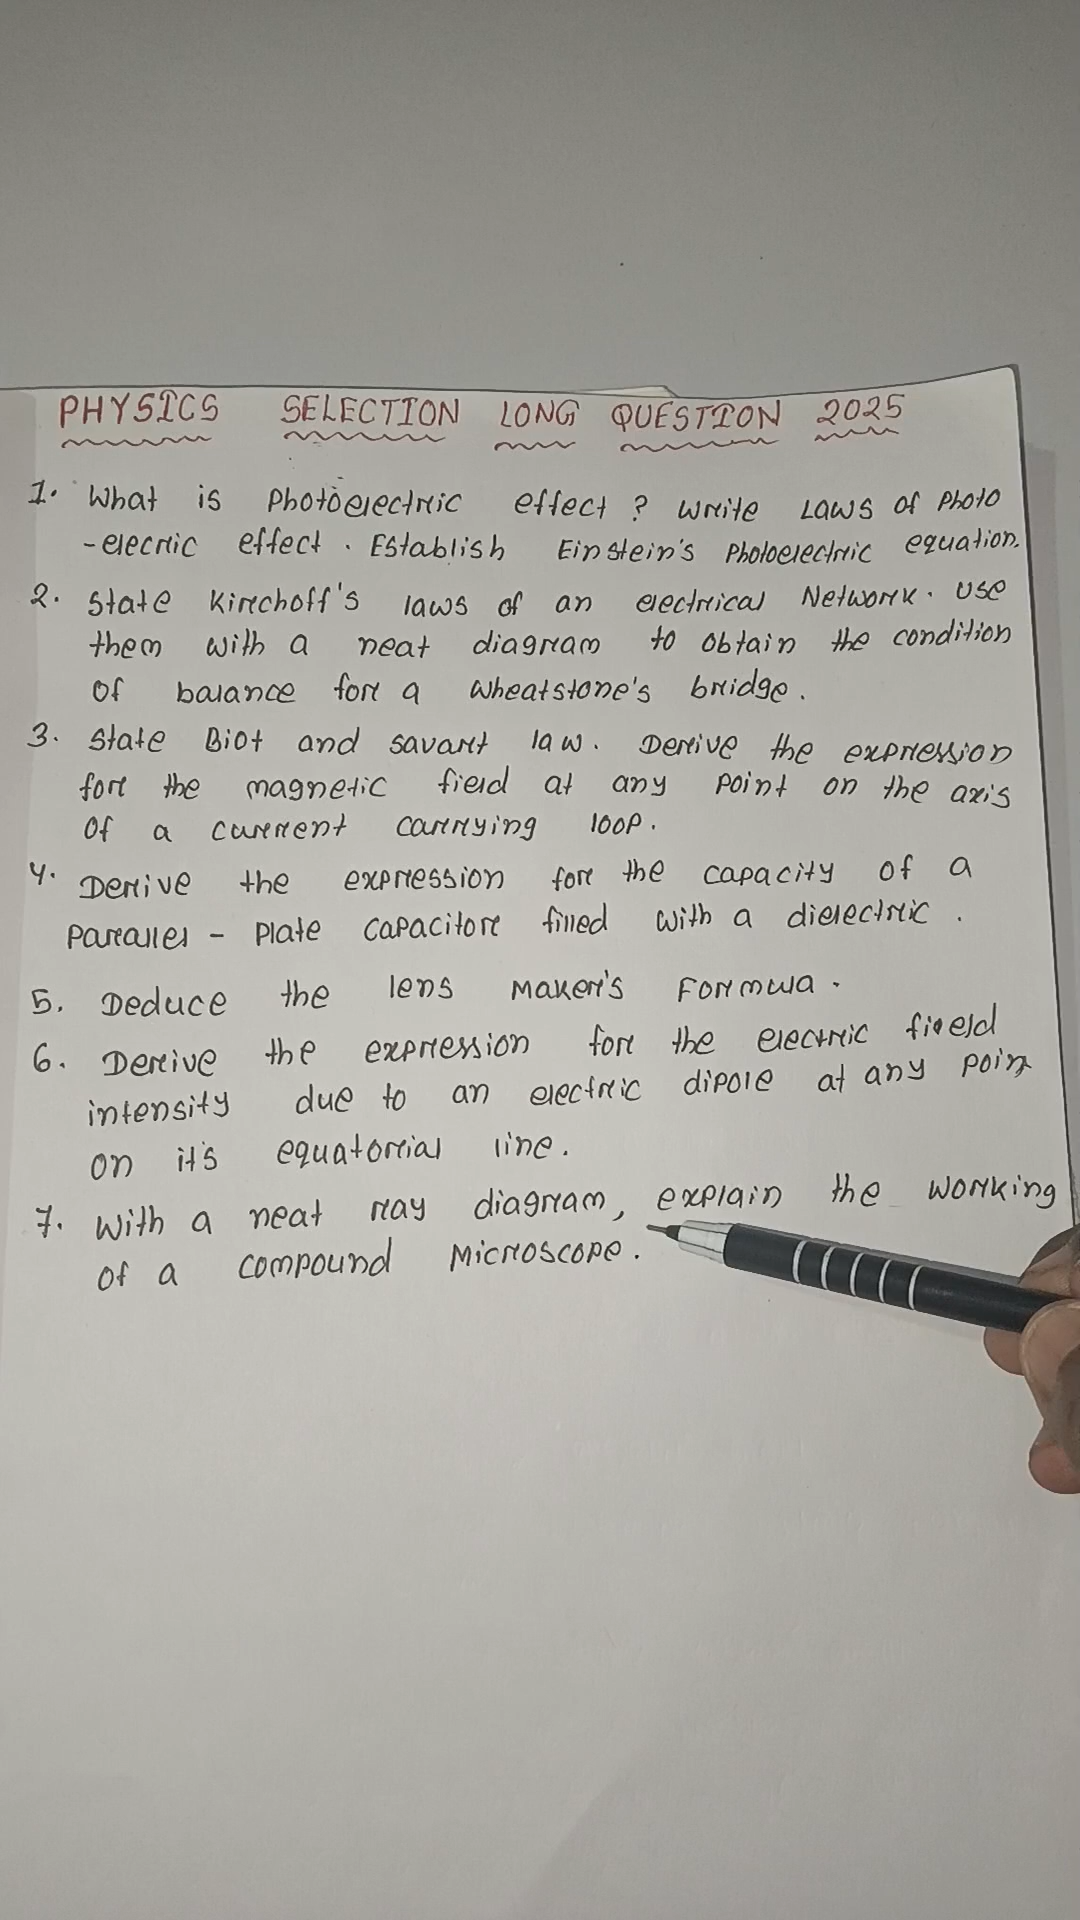 PHYSICS SELECTION LONG QUESTION 2025
1. What is Photoelectric effect ? Write Laws of Photo
-elecric effect. Establish Einstein's Photoelectric equation.
2. State Kirchoff's laws of an electrical Network. Use
them with a neat diagram to obtain the condition
of balance for a Wheatstone's bridge.
3. State Biot and savart law. Derive the expression
for the magnetic field at any point on the axis
of a current carrying loop.
4. Derive the expression for the capacity of a
Parallel - Plate capacitor filled with a dielectric.
5. Deduce the lens Maker's Formula.
6. Derive the expression for the electric field
intensity due to an electric dipole at any point
on it's equatorial line.
7. With a neat ray diagram, explain the working
of a compound Microscope.